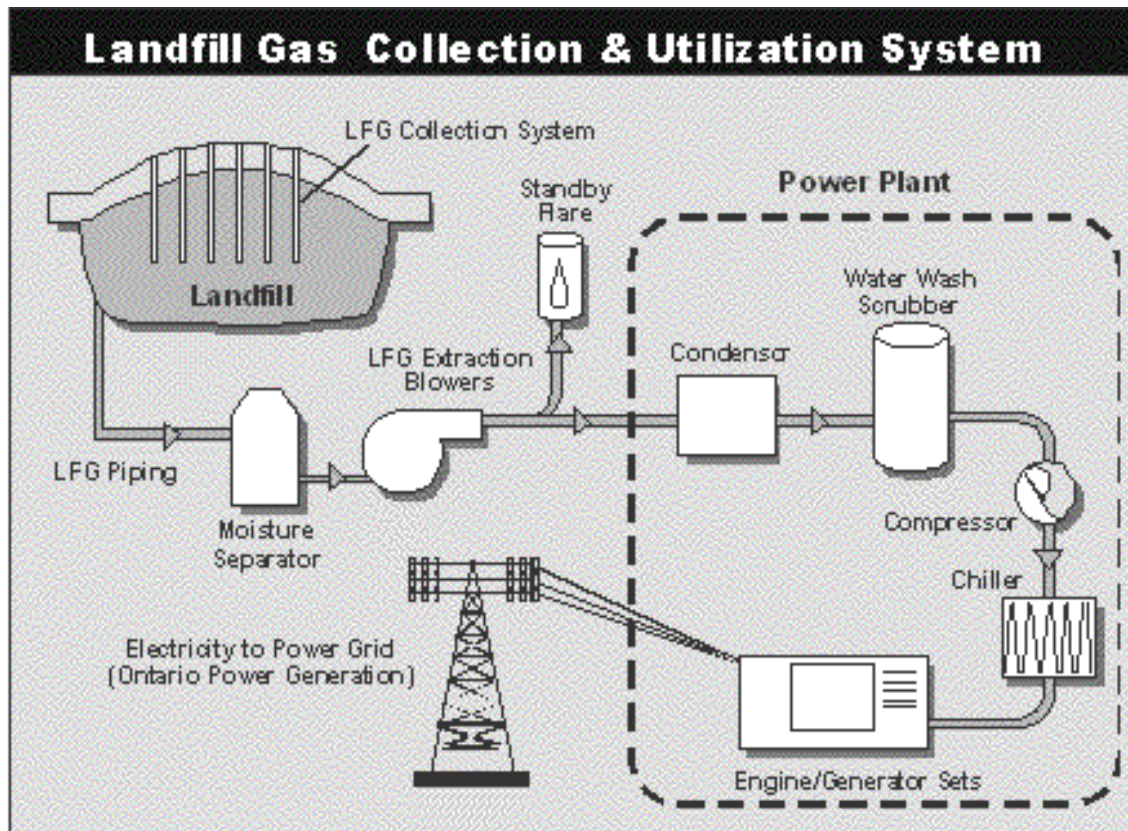 Landfill Gas Collection & Utilization System
LFG Collection System
Standby
Flare
Power Plant
Water Wash
Scrubber
Landfill
LFG Extraction
Blowers
Condensor
LFG Piping
Moisture
Separator
Compressor
Chiller
Electricity to Power Grid
(Ontario Power Generation)
Engine/Generator Sets